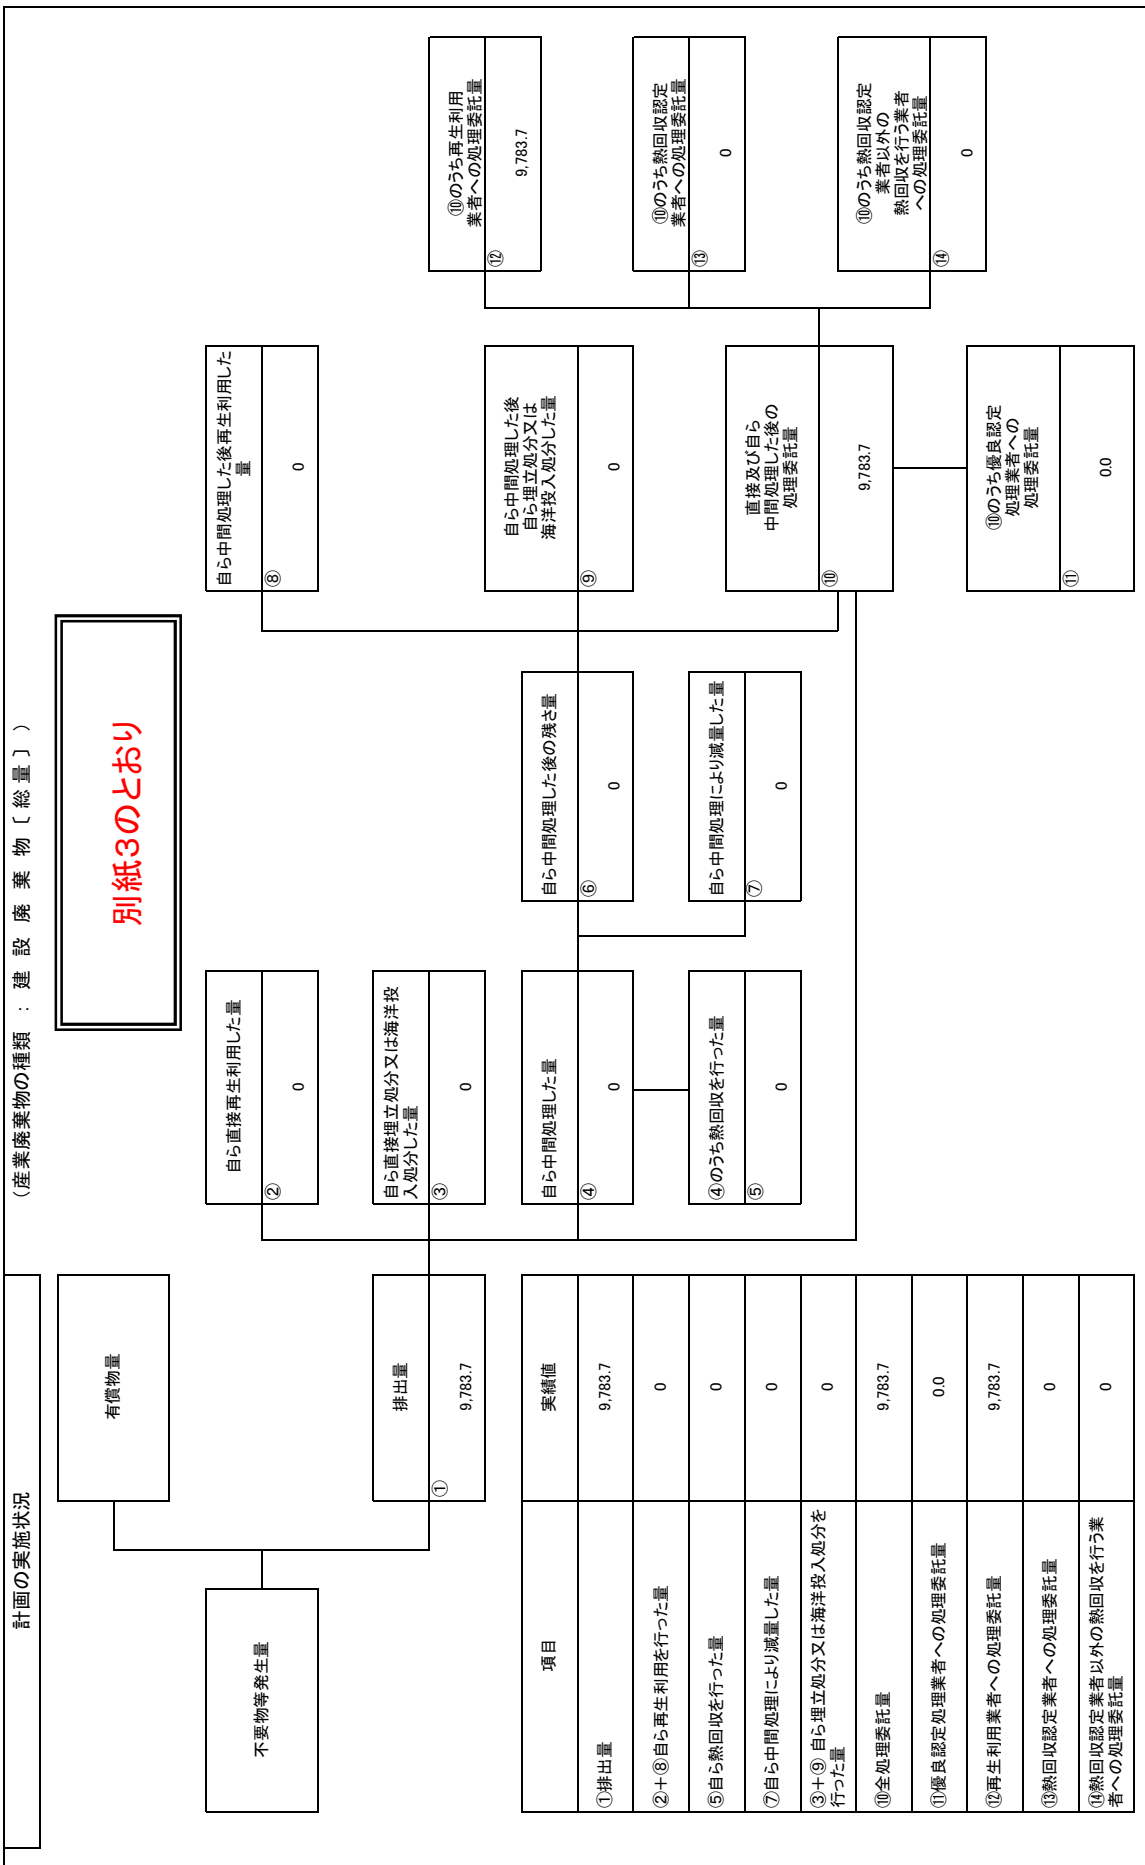 計画の実施状況
（産業廃棄物の種類 ： 建 設 廃 棄 物 〔 総 量 〕 ）
別紙3のとおり
不要物等発生量
有償物量
排出量
①
9,783.7
自ら直接再生利用した量
②
0
自ら直接埋立処分又は海洋投
入処分した量
③
0
自ら中間処理した量
④
0
④のうち熱回収を行った量
⑤
0
自ら中間処理した後の残さ量
⑥
0
自ら中間処理により減量した量
⑦
0
自ら中間処理した後再生利用した
量
⑧
0
自ら中間処理した後
自ら埋立処分又は
海洋投入処分した量
⑨
0
直接及び自ら
中間処理した後の
処理委託量
⑩
9,783.7
⑩のうち優良認定
処理業者への
処理委託量
⑪
0.0
⑩のうち再生利用
業者への処理委託量
⑫
9,783.7
⑩のうち熱回収認定
業者への処理委託量
⑬
0
⑩のうち熱回収認定
業者以外の
熱回収を行う業者
への処理委託量
⑭
0
項目 実績値
①排出量 9,783.7
②＋⑧自ら再生利用を行った量 0
⑤自ら熱回収を行った量 0
⑦自ら中間処理により減量した量 0
③＋⑨ 自ら埋立処分又は海洋投入処分を
行った量 0
⑩全処理委託量 9,783.7
⑪優良認定処理業者への処理委託量 0.0
⑫再生利用業者への処理委託量 9,783.7
⑬熱回収認定業者への処理委託量 0
⑭熱回収認定業者以外の熱回収を行う業
者への処理委託量 0